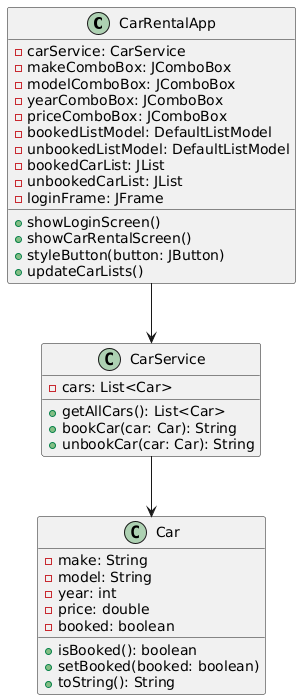 C CarRentalApp
carService: CarService
makeComboBox: JComboBox
modelComboBox: JComboBox
yearComboBox: JComboBox
priceComboBox: JComboBox
bookedListModel: DefaultListModel
unbookedListModel: DefaultListModel
bookedCarList: JList
unbookedCarList: JList
loginFrame: JFrame
showLoginScreen()
showCarRentalScreen()
styleButton(button: JButton)
updateCarLists()
C CarService
cars: List<Car>
getAllCars(): List<Car>
bookCar(car: Car): String
unbookCar(car: Car): String
C Car
make: String
model: String
year: int
price: double
booked: boolean
isBooked(): boolean
setBooked(booked: boolean)
toString(): String